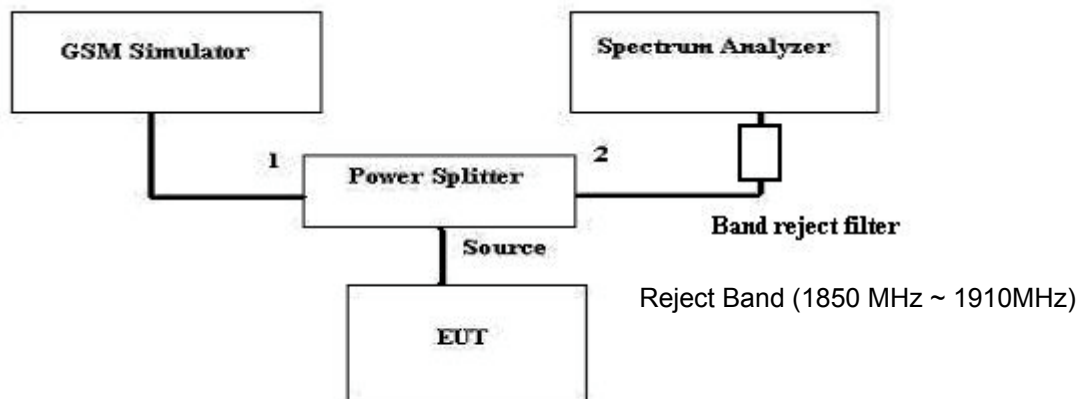 GSM Simulator
Spectrum Analyzer
1
2
Power Splitter
Band reject filter
Source
Reject Band (1850 MHz ~ 1910MHz)
EUT